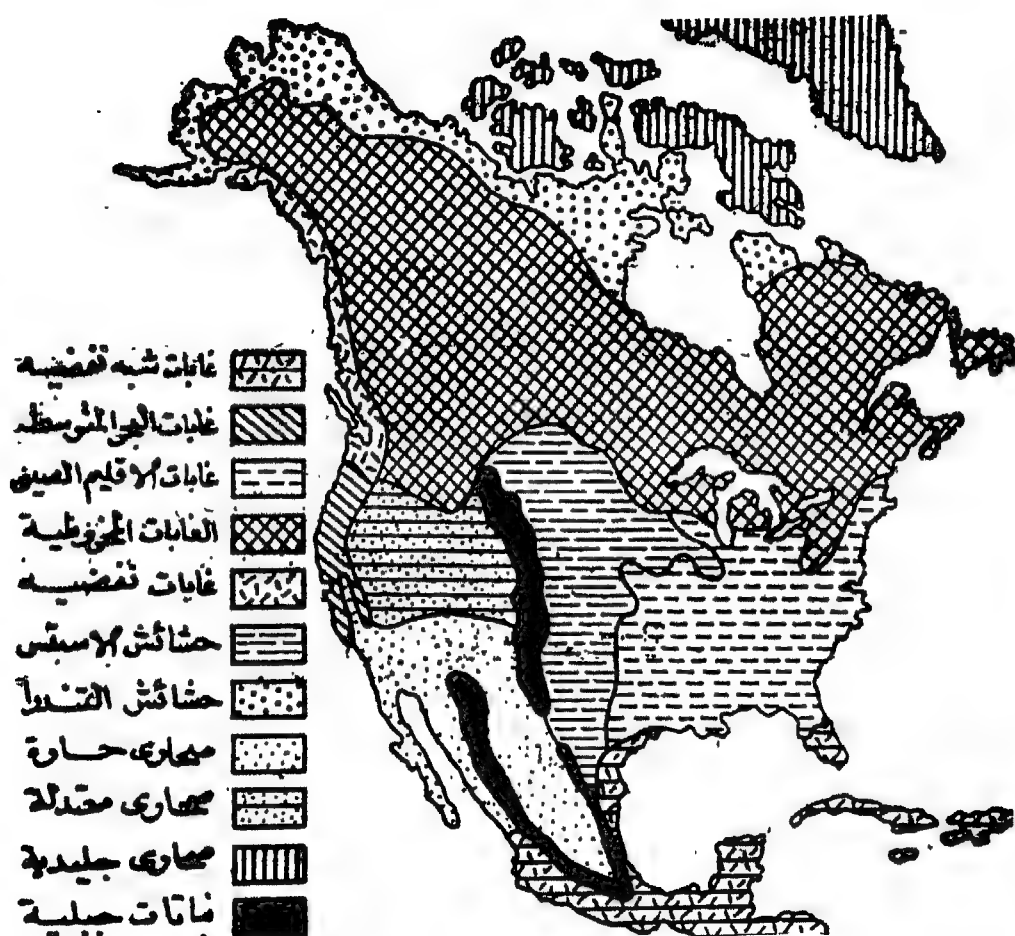 غابات شبه نفضية
غابات البحر المتوسط
غابات الاقليم الصينى
الغابات المخروطية
غابات نفضية
حشائش الاستبس
حشائش التندرا
صحارى حارة
صحارى معتدلة
صحارى جليدية
نباتات جبلية